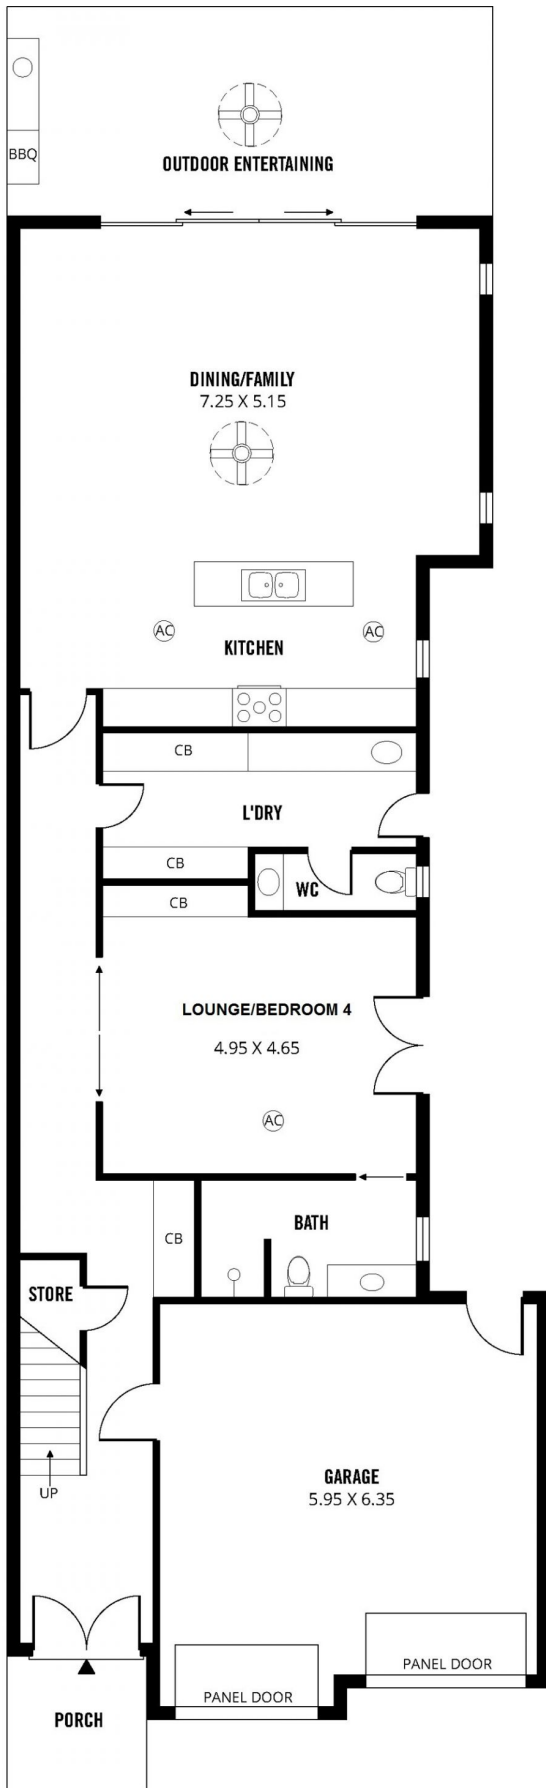 BBQ
OUTDOOR ENTERTAINING
DINING/FAMILY
7.25 X 5.15
AC
AC
KITCHEN
CB
L'DRY
CB
WC
CB
LOUNGE/BEDROOM 4
4.95 X 4.65
AC
BATH
CB
STORE
GARAGE
5.95 X 6.35
UP
PANEL DOOR
PANEL DOOR
PORCH